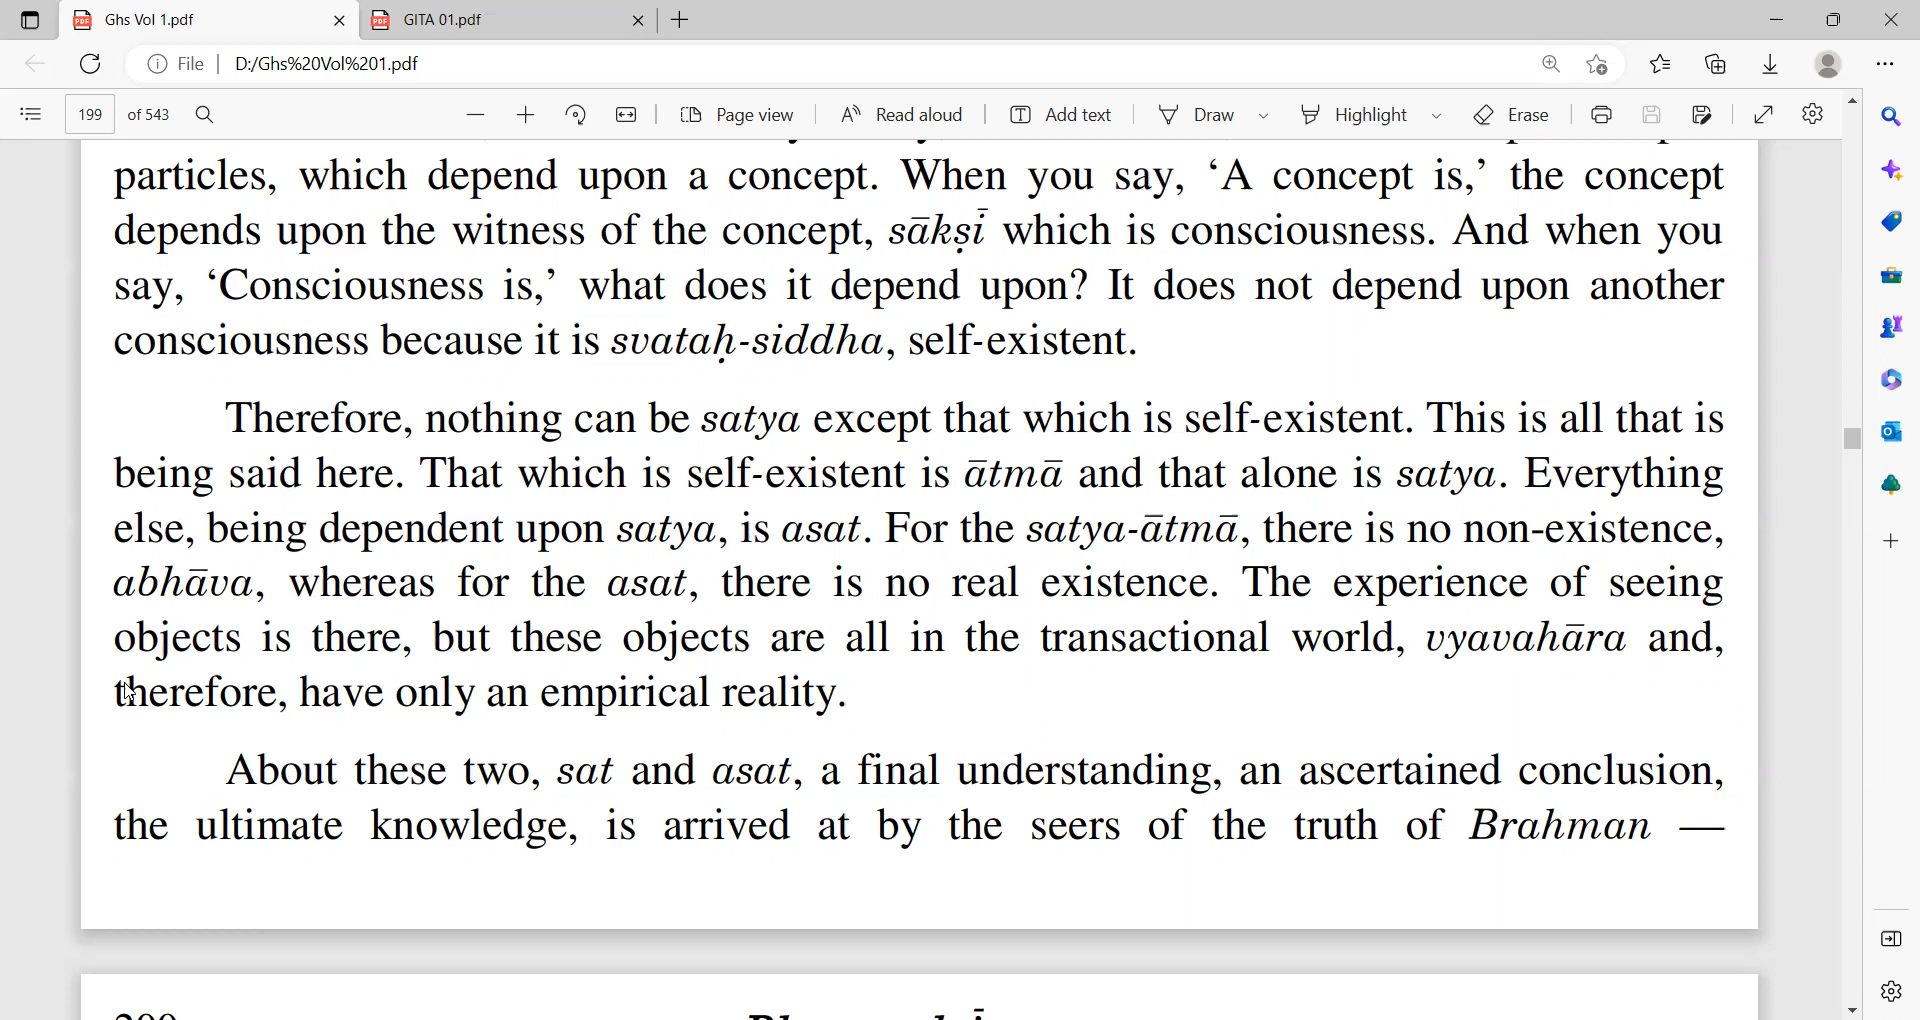 Ghs Vol 1.pdf
GITA 01.pdf
File
D:/Ghs%20Vol%201.pdf
199 of 543
Page view
Read aloud
Add text
Draw
Highlight
Erase
particles, which depend upon a concept. When you say, ‘A concept is,’ the concept
depends upon the witness of the concept, sākṣī which is consciousness. And when you
say, ‘Consciousness is,’ what does it depend upon? It does not depend upon another
consciousness because it is svataḥ-siddha, self-existent.
Therefore, nothing can be satya except that which is self-existent. This is all that is
being said here. That which is self-existent is ātmā and that alone is satya. Everything
else, being dependent upon satya, is asat. For the satya-ātmā, there is no non-existence,
abhāva, whereas for the asat, there is no real existence. The experience of seeing
objects is there, but these objects are all in the transactional world, vyavahāra and,
therefore, have only an empirical reality.
About these two, sat and asat, a final understanding, an ascertained conclusion,
the ultimate knowledge, is arrived at by the seers of the truth of Brahman —